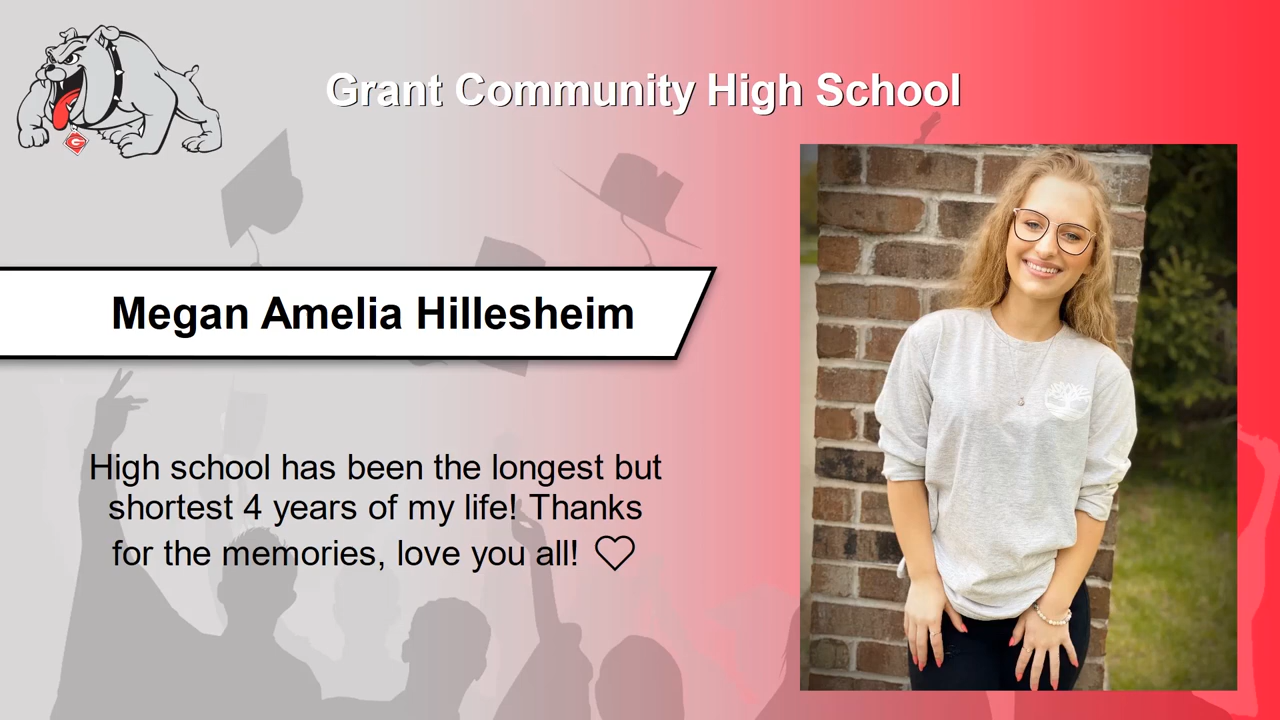 Grant Community High School
G
Megan Amelia Hillesheim
High school has been the longest but
shortest 4 years of my life! Thanks
for the memories, love you all! ♡